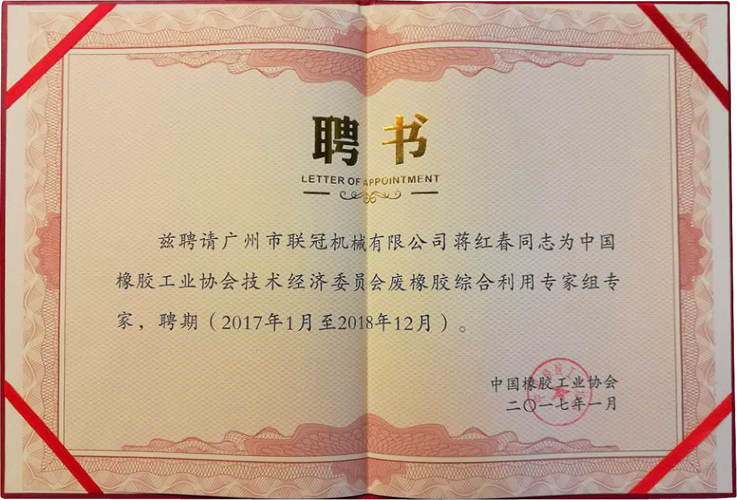 聘书
LETTER OF APPOINTMENT
兹聘请广州市联冠机械有限公司蒋红春同志为中国
橡胶工业协会技术经济委员会废橡胶综合利用专家组专
家，聘期（2017年1月至2018年12月）。
中国橡胶工业协会
二〇一七年一月